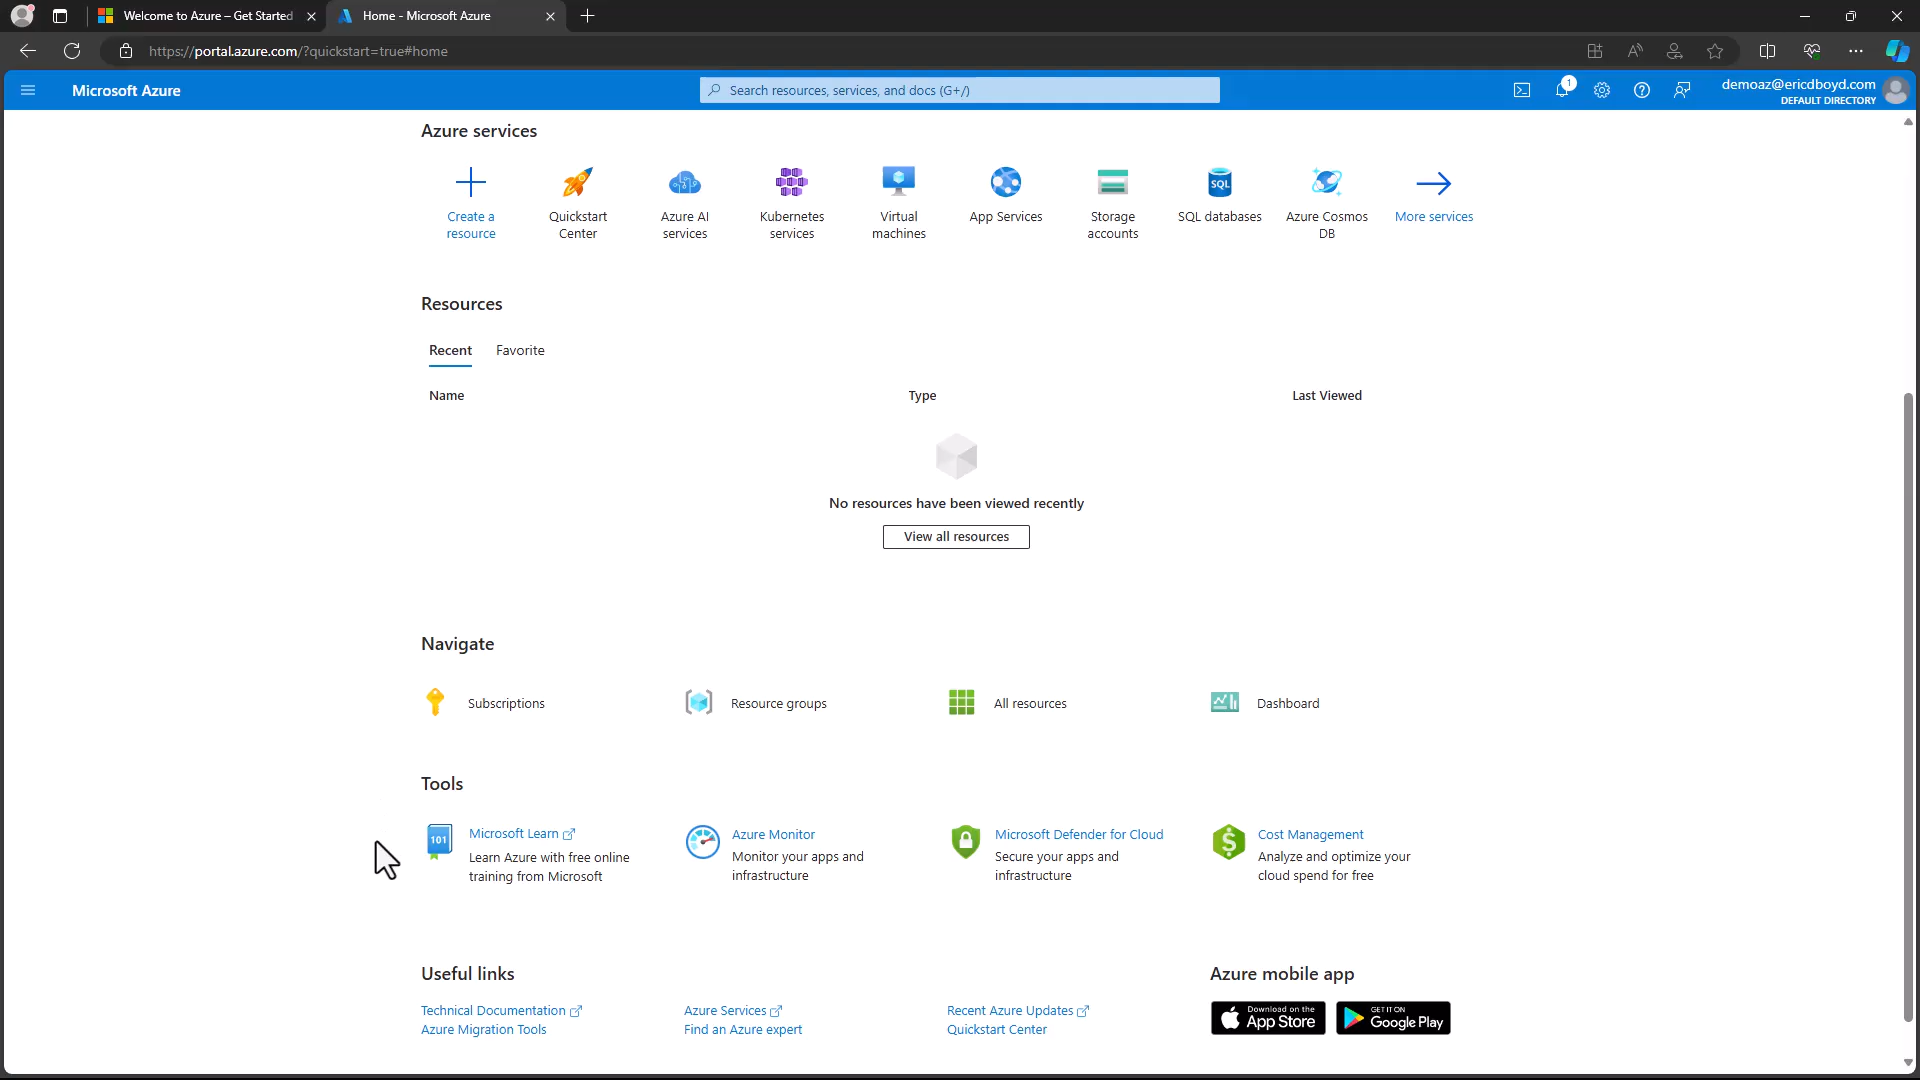 Welcome to Azure – Get Started
Home - Microsoft Azure
https://portal.azure.com/?quickstart=true#home
Microsoft Azure
Search resources, services, and docs (G+/)
1
demoaz@ericdboyd.com
DEFAULT DIRECTORY
Azure services
Create a
resource
Quickstart
Center
Azure AI
services
Kubernetes
services
Virtual
machines
App Services
Storage
accounts
SQL
SQL databases
Azure Cosmos
DB
More services
Resources
Recent
Favorite
Name
Type
Last Viewed
No resources have been viewed recently
View all resources
Navigate
Subscriptions
Resource groups
All resources
Dashboard
Tools
101
Microsoft Learn
Learn Azure with free online
training from Microsoft
Azure Monitor
Monitor your apps and
infrastructure
Microsoft Defender for Cloud
Secure your apps and
infrastructure
$
Cost Management
Analyze and optimize your
cloud spend for free
Useful links
Technical Documentation
Azure Migration Tools
Azure Services
Find an Azure expert
Recent Azure Updates
Quickstart Center
Azure mobile app
Download on the
App Store
GET IT ON
Google Play